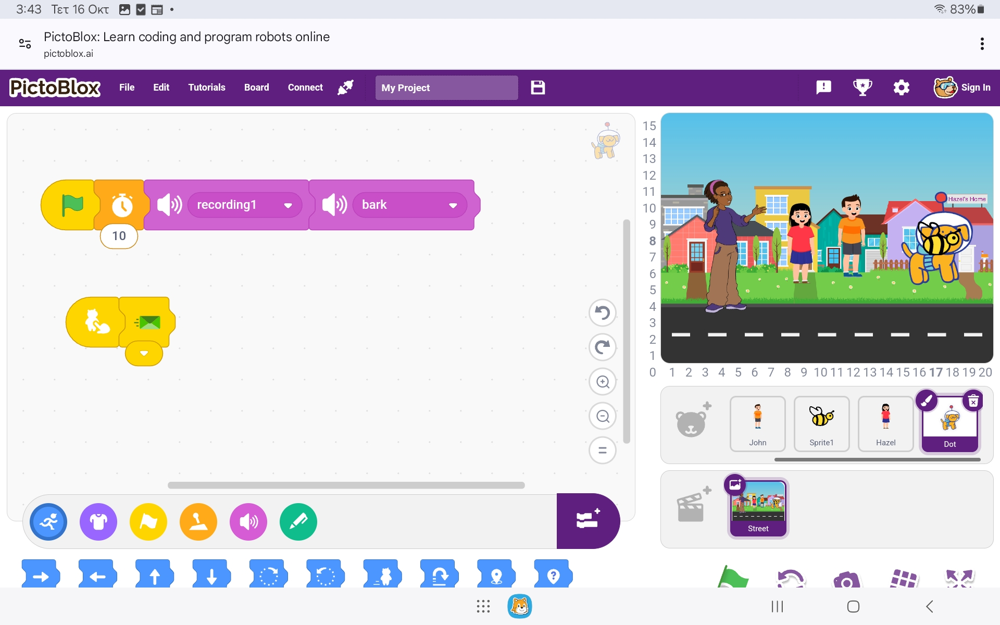 3:43 Τετ 16 Οκτ
83%
PictoBlox: Learn coding and program robots online
pictoblox.ai
PictoBlox File Edit Tutorials Board Connect My Project Sign In
recording1 bark
10
15
14
13
12
11
10
9
8
7
6
5
4
3
2
1
0 1 2 3 4 5 6 7 8 9 10 11 12 13 14 15 16 17 18 19 20
Hazel's Home
John Sprite1 Hazel Dot
Street